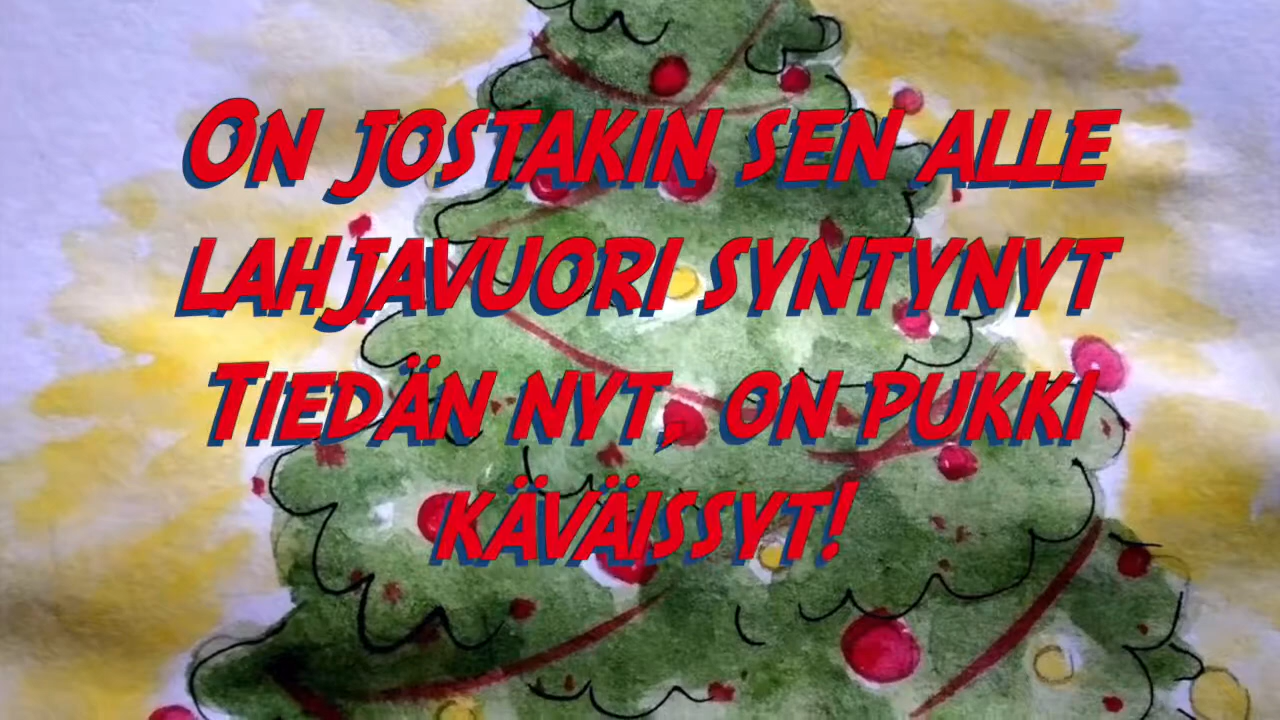 On jostakin sen alle
lahjavuori syntynyt
Tiedän nyt, on pukki
käväissyt!